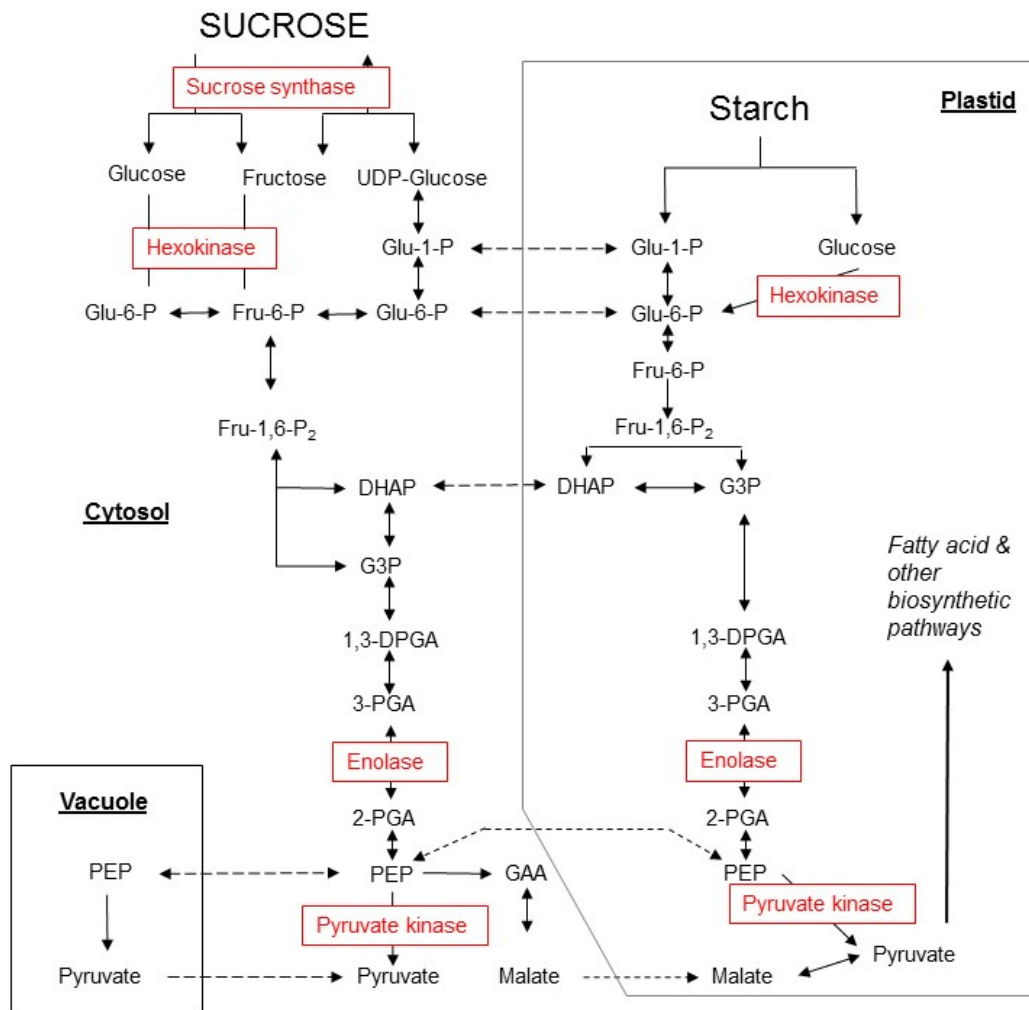 SUCROSE
Sucrose synthase
Plastid
Starch
Glucose
Fructose
UDP-Glucose
Hexokinase
Glu-1-P
Glu-1-P
Glucose
Hexokinase
Glu-6-P
Fru-6-P
Glu-6-P
Glu-6-P
Fru-6-P
Fru-1,6-P₂
Fru-1,6-P₂
DHAP
DHAP
G3P
Cytosol
G3P
Fatty acid &
other
biosynthetic
pathways
1,3-DPGA
1,3-DPGA
3-PGA
3-PGA
Enolase
Enolase
Vacuole
2-PGA
2-PGA
PEP
PEP
GAA
PEP
Pyruvate kinase
Pyruvate kinase
Pyruvate
Pyruvate
Malate
Malate
Pyruvate